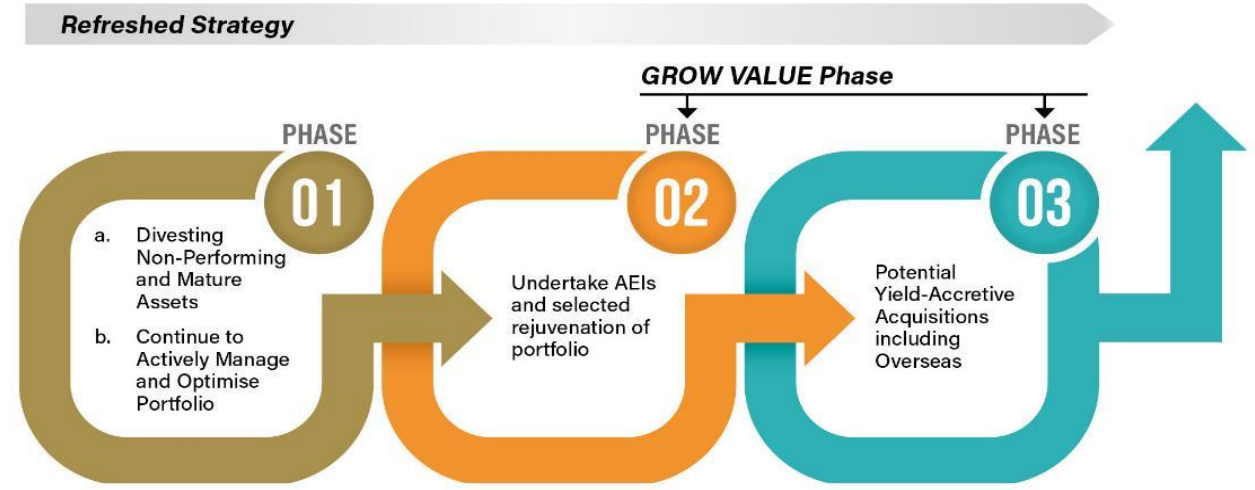 Refreshed Strategy
GROW VALUE Phase
PHASE
01
a. Divesting
Non-Performing
and Mature
Assets
b. Continue to
Actively Manage
and Optimise
Portfolio
PHASE
02
Undertake AEIs
and selected
rejuvenation of
portfolio
PHASE
03
Potential
Yield-Accretive
Acquisitions
including
Overseas